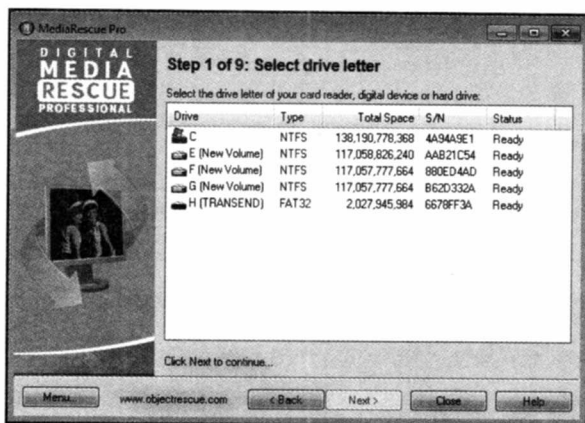 MediaRescue Pro
DIGITAL
MEDIA
RESCUE
PROFESSIONAL
Step 1 of 9: Select drive letter
Select the drive letter of your card reader, digital device or hard drive:
Drive Type Total Space S/N Status
C NTFS 138,190,778,368 4A94A9E1 Ready
E (New Volume) NTFS 117,058,826,240 AAB21C54 Ready
F (New Volume) NTFS 117,057,777,664 880ED4AD Ready
G (New Volume) NTFS 117,057,777,664 B62D332A Ready
H (TRANSEND) FAT32 2,027,945,984 6678FF3A Ready
Click Next to continue...
Menu... www.objectrescue.com < Back Next > Close Help